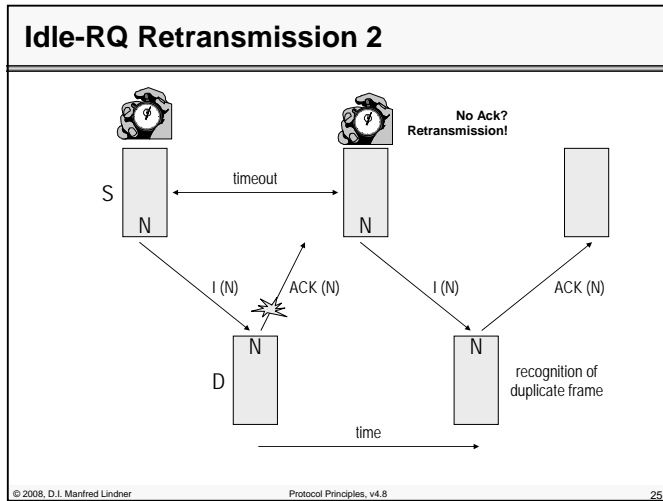 Idle-RQ Retransmission 2
No Ack?
Retransmission!
S
timeout
N
N
I (N)
ACK (N)
I (N)
ACK (N)
N
N
D
recognition of
duplicate frame
time
© 2008, D.I. Manfred Lindner
Protocol Principles, v4.8
25